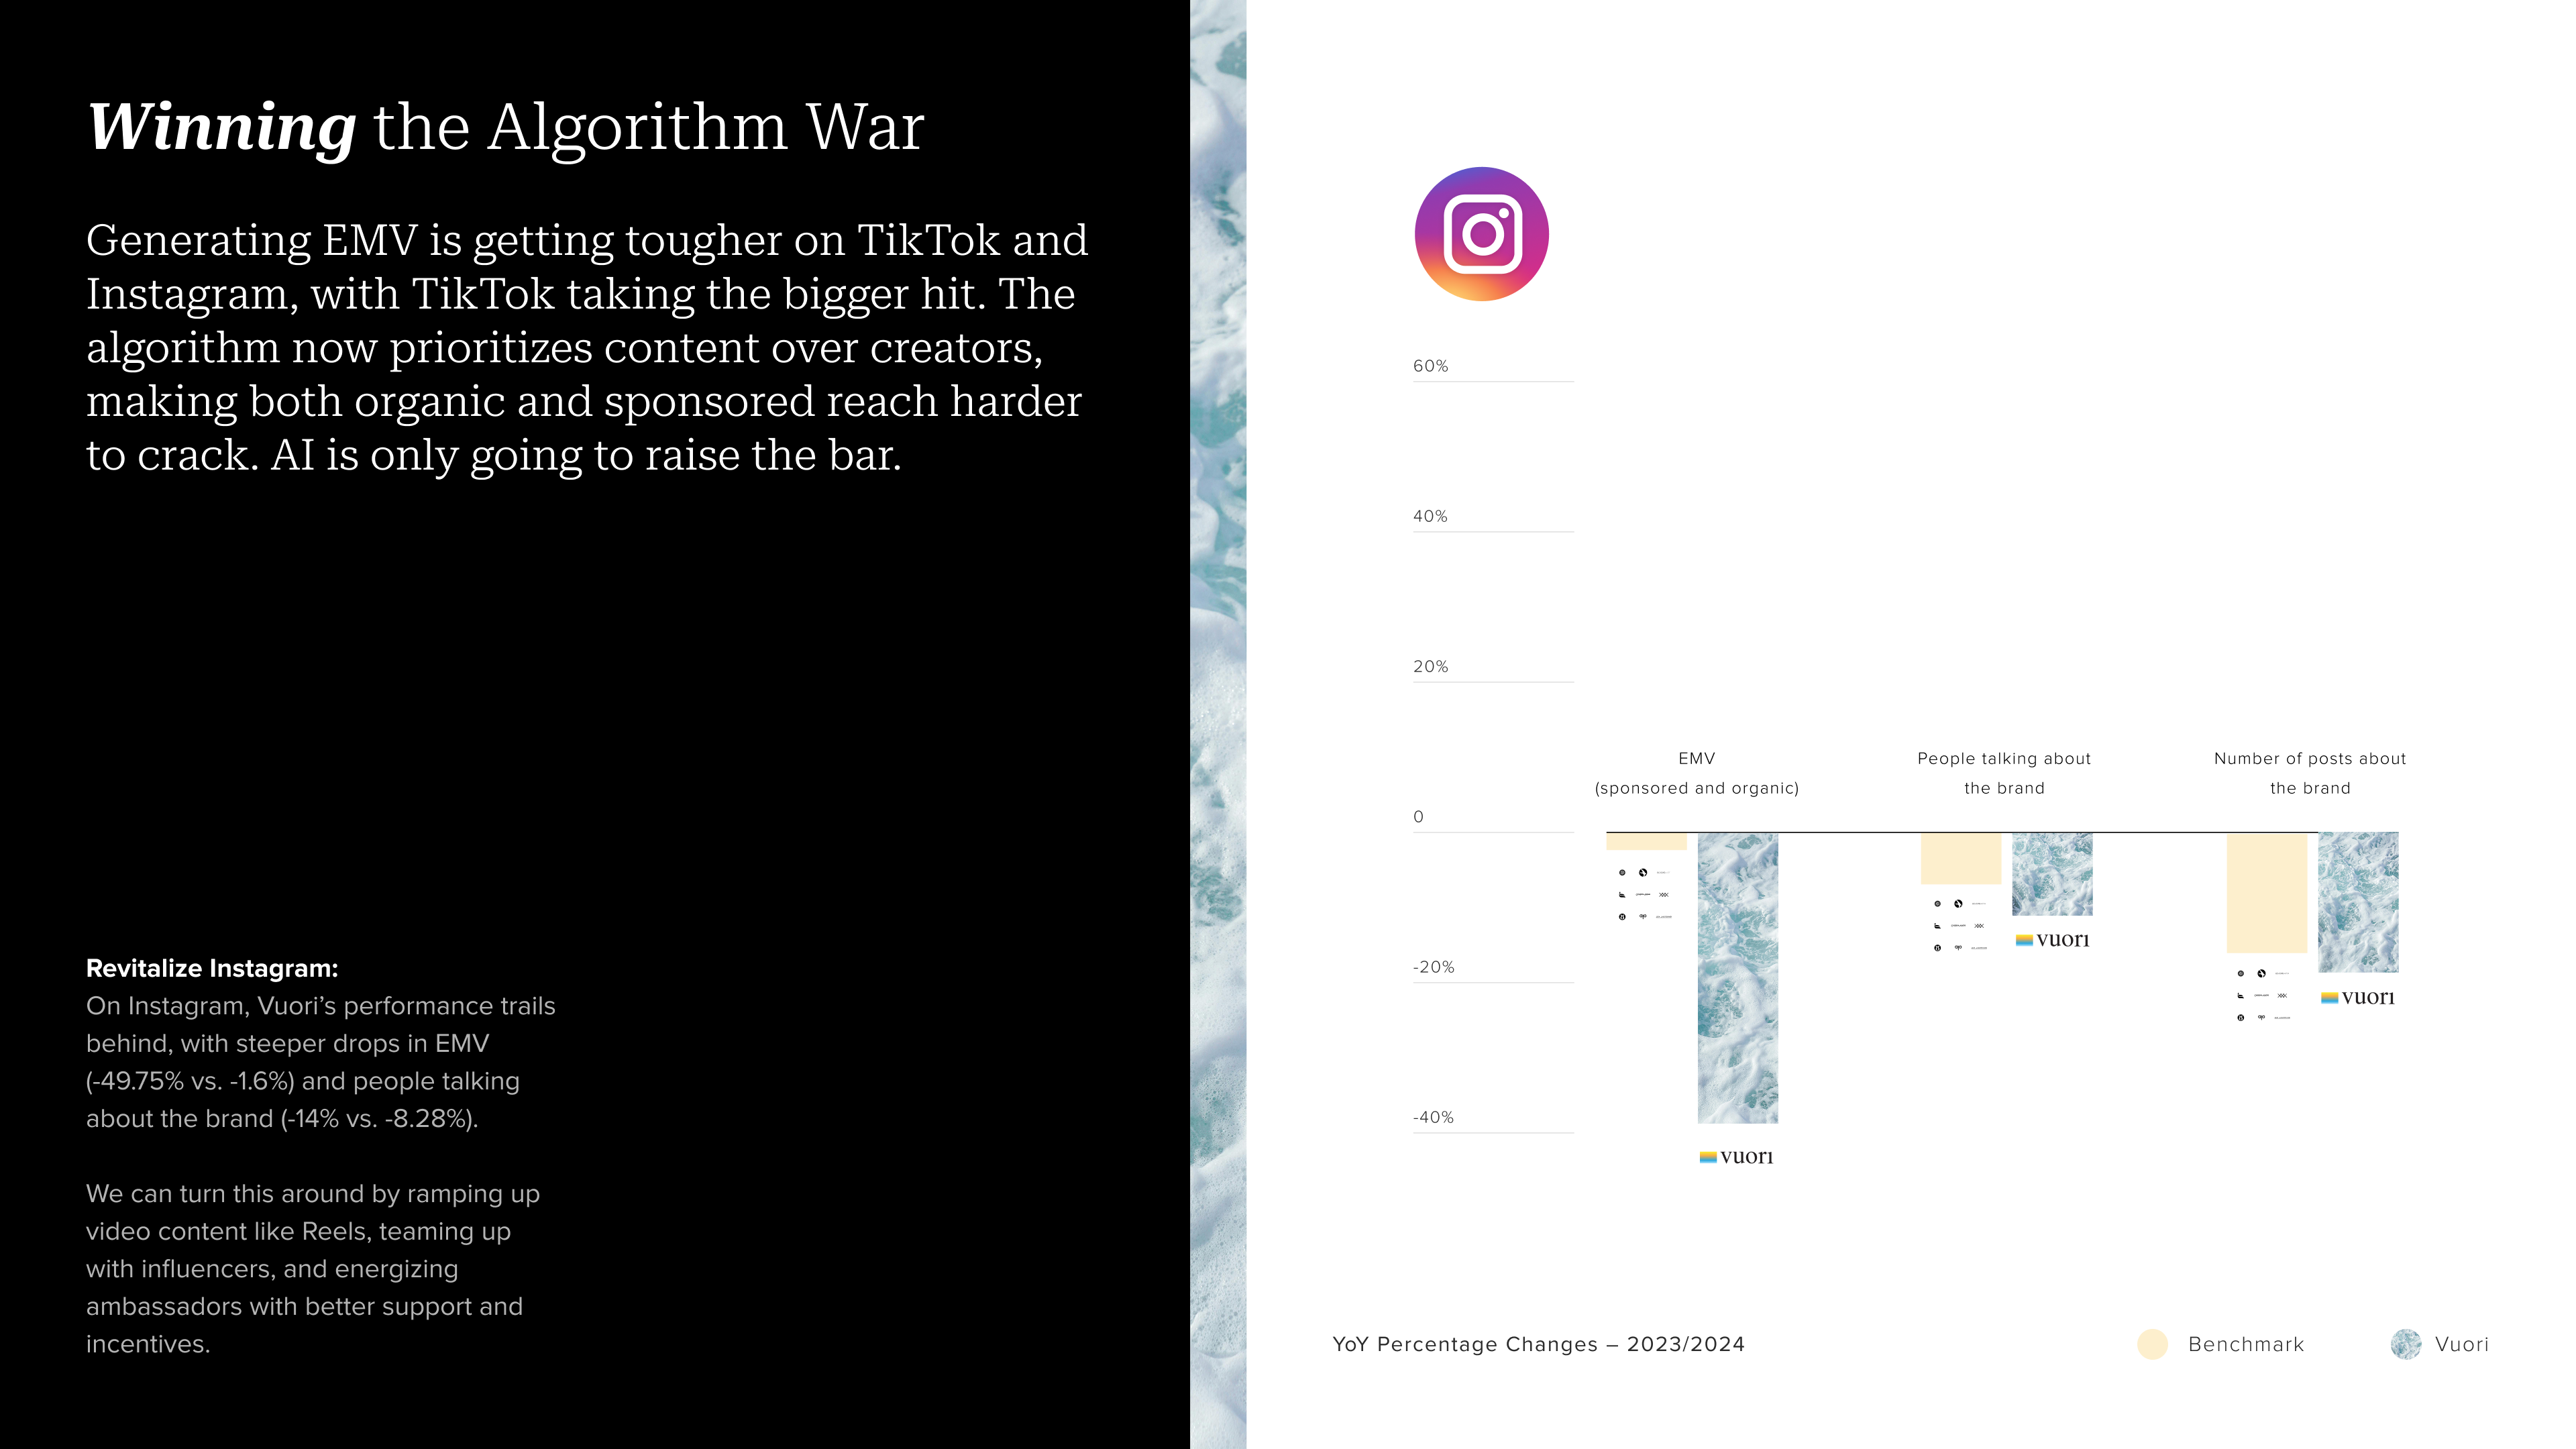 Winning the Algorithm War
Generating EMV is getting tougher on TikTok and
Instagram, with TikTok taking the bigger hit. The
algorithm now prioritizes content over creators,
making both organic and sponsored reach harder
to crack. AI is only going to raise the bar.
Revitalize Instagram:
On Instagram, Vuori’s performance trails
behind, with steeper drops in EMV
(-49.75% vs. -1.6%) and people talking
about the brand (-14% vs. -8.28%).
We can turn this around by ramping up
video content like Reels, teaming up
with influencers, and energizing
ambassadors with better support and
incentives.
60%
40%
20%
0
-20%
-40%
EMV
(sponsored and organic)
People talking about
the brand
Number of posts about
the brand
vuori
vuori
vuori
YoY Percentage Changes – 2023/2024
Benchmark
Vuori